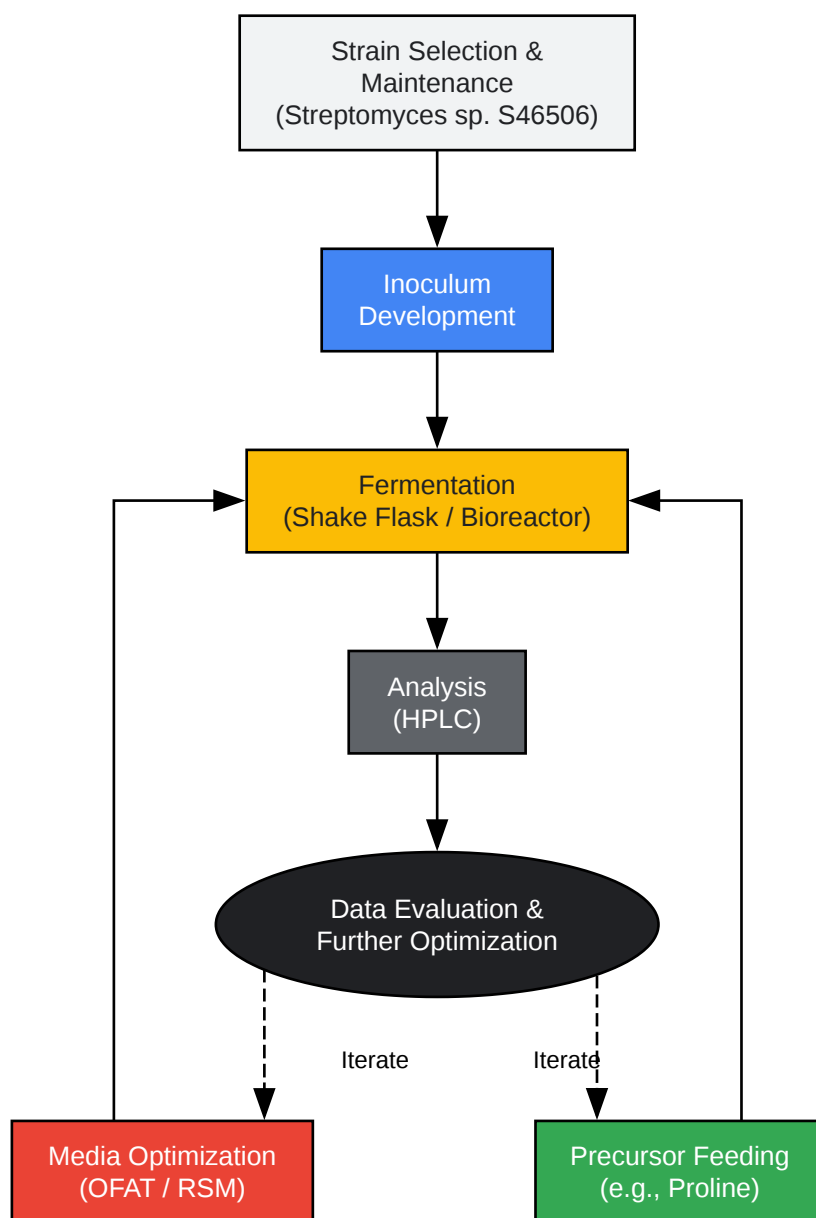 Strain Selection &
Maintenance
(Streptomyces sp. S46506)
Inoculum
Development
Fermentation
(Shake Flask / Bioreactor)
Analysis
(HPLC)
Data Evaluation &
Further Optimization
Iterate
Iterate
Media Optimization
(OFAT / RSM)
Precursor Feeding
(e.g., Proline)